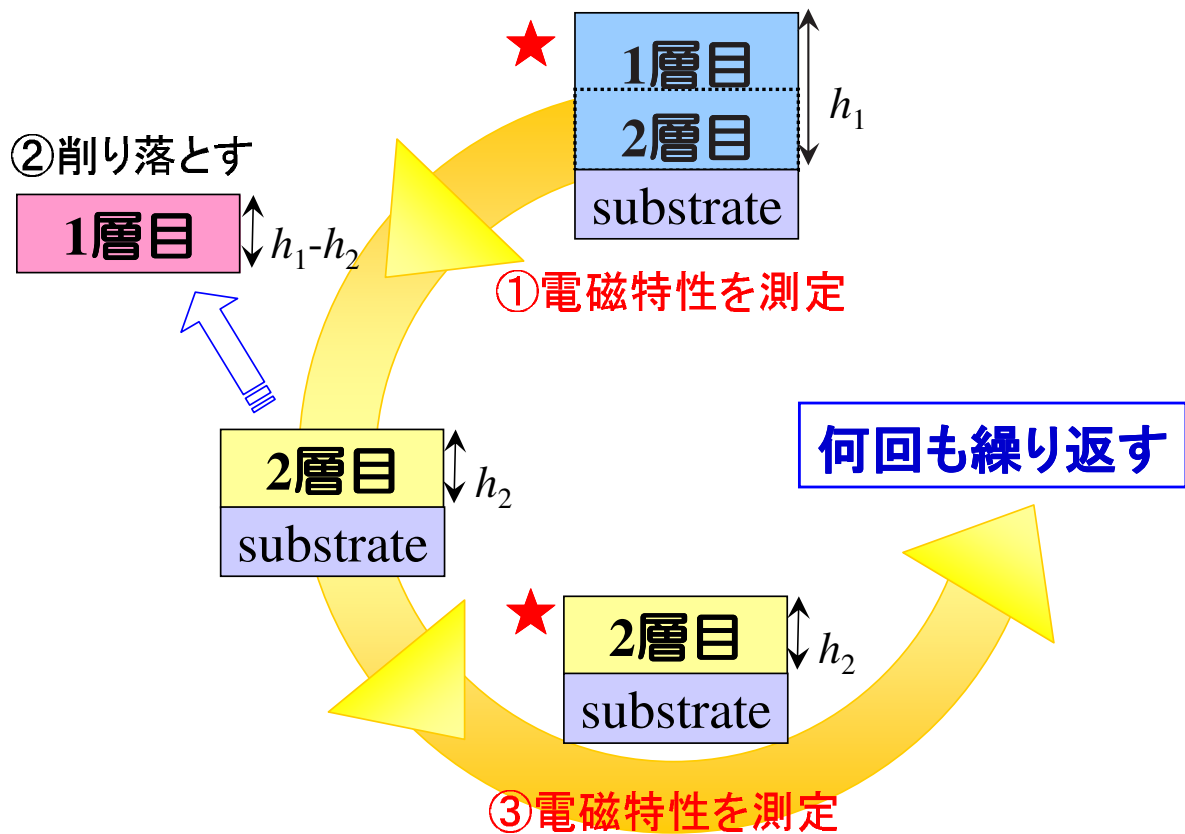 1層目
2層目
substrate
h₁
②削り落とす
1層目
h₁-h₂
①電磁特性を測定
2層目
substrate
h₂
何回も繰り返す
2層目
substrate
h₂
③電磁特性を測定